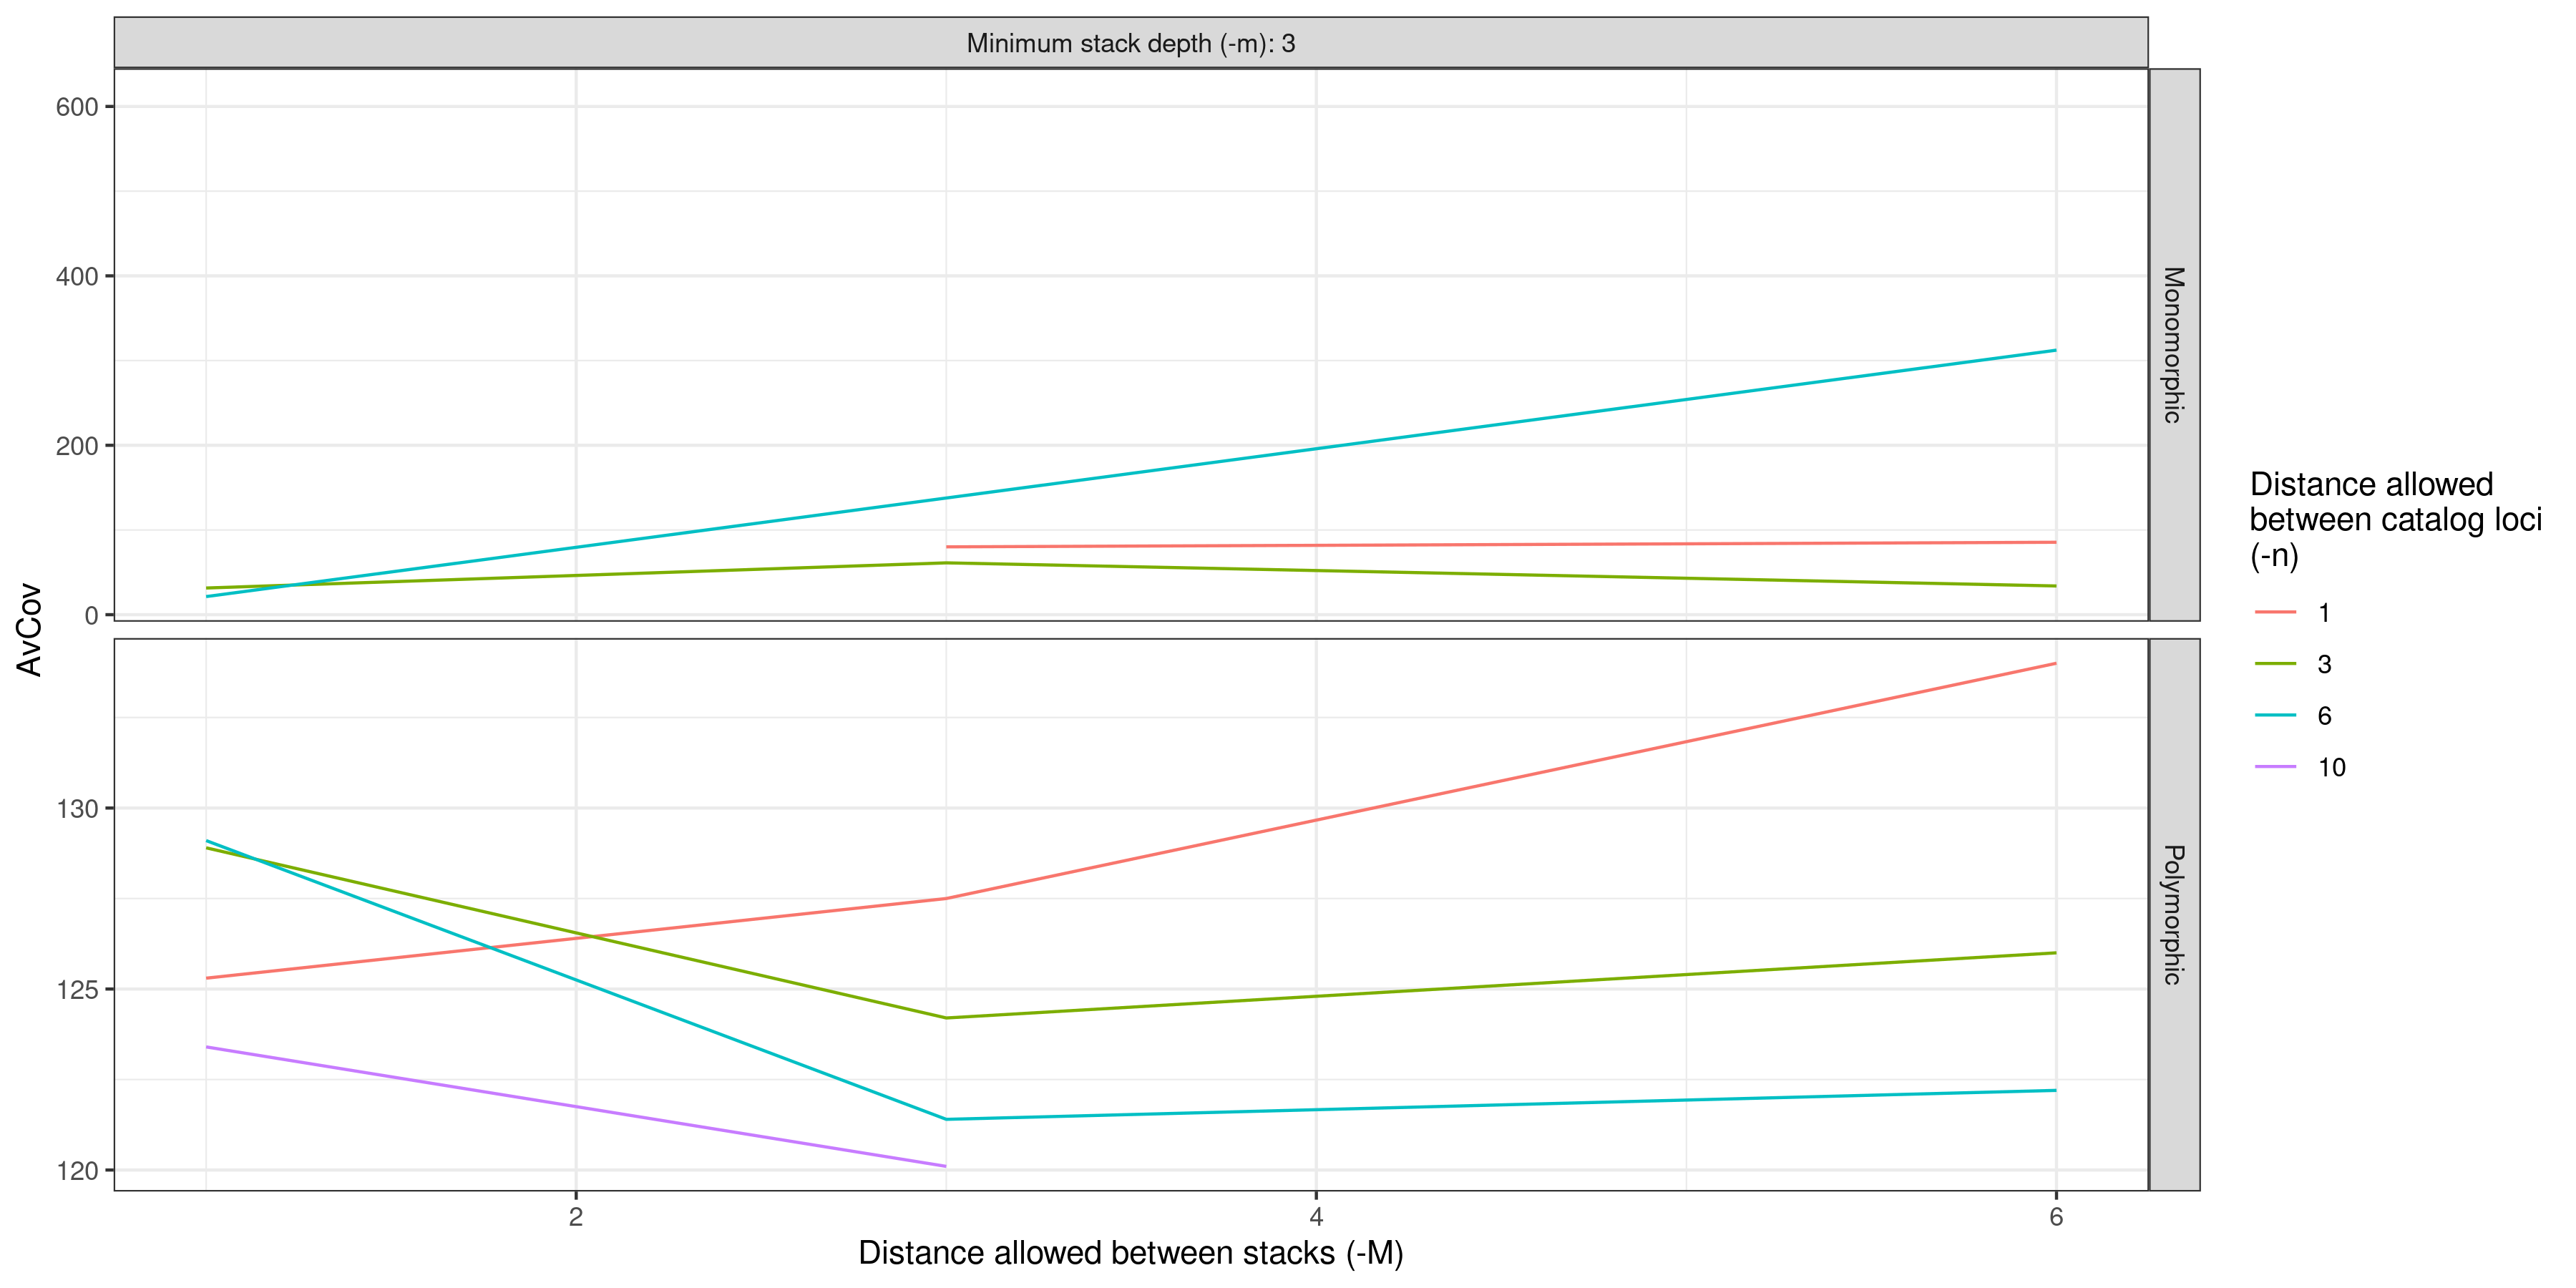 Minimum stack depth (-m): 3
600
400
200
0
Monomorphic
AvCov
130
125
120
Polymorphic
2
4
6
Distance allowed between stacks (-M)
Distance allowed
between catalog loci
(-n)
1
3
6
10